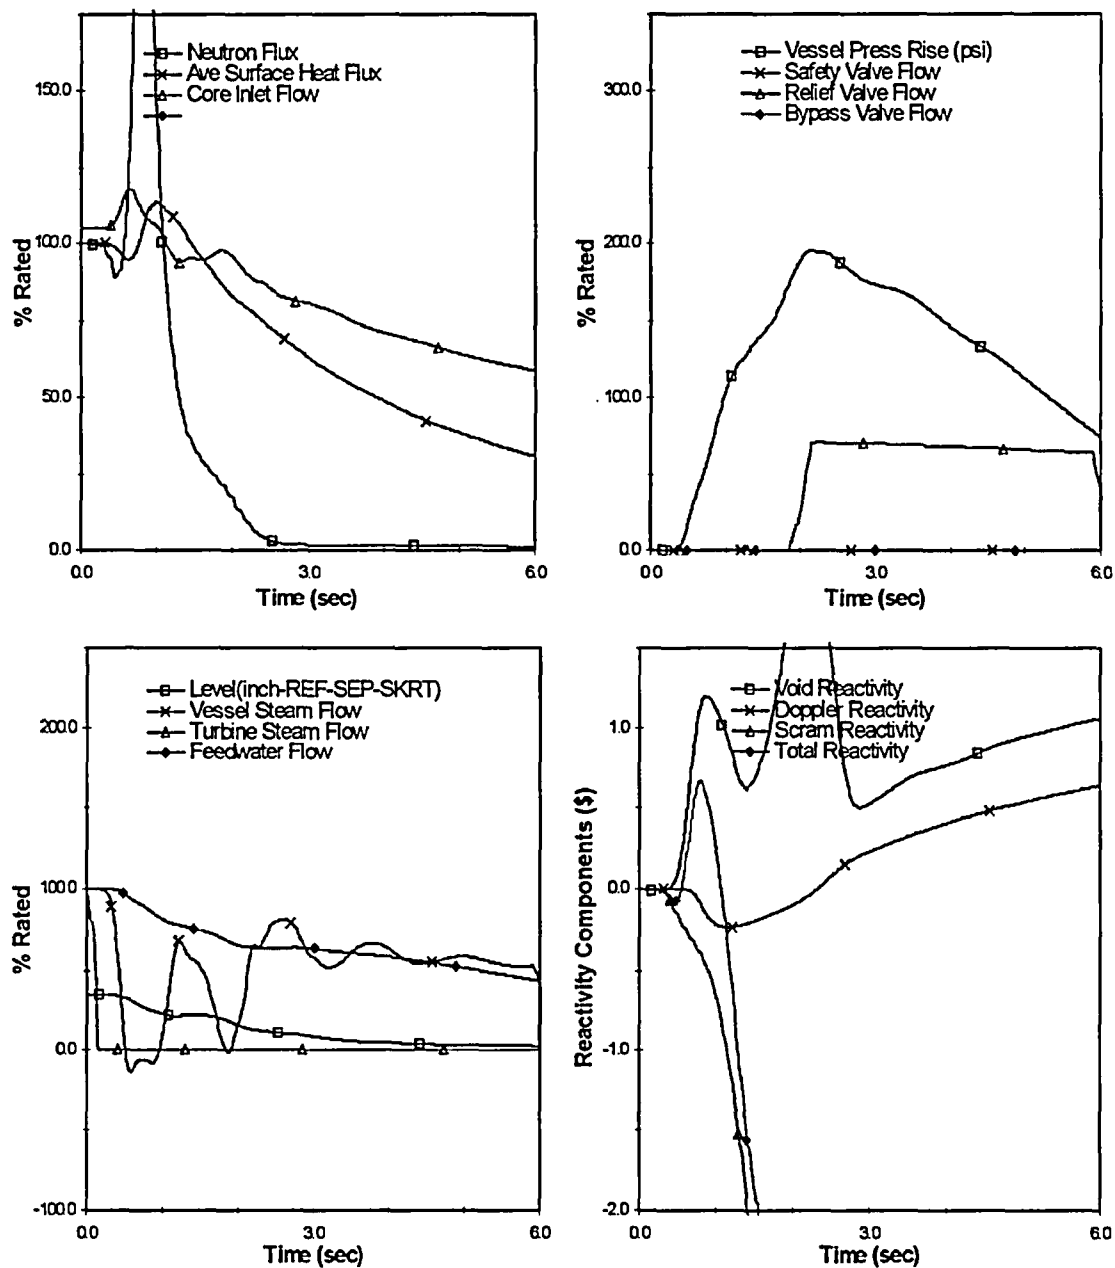 Neutron Flux
Ave Surface Heat Flux
Core Inlet Flow
150.0
100.0
50.0
0.0
% Rated
0.0 3.0 6.0
Time (sec)
Vessel Press Rise (psi)
Safety Valve Flow
Relief Valve Flow
Bypass Valve Flow
300.0
200.0
100.0
0.0
% Rated
0.0 3.0 6.0
Time (sec)
Level(inch-REF-SEP-SKRT)
Vessel Steam Flow
Turbine Steam Flow
Feedwater Flow
200.0
100.0
0.0
-100.0
% Rated
0.0 3.0 6.0
Time (sec)
Void Reactivity
Doppler Reactivity
Scram Reactivity
Total Reactivity
1.0
0.0
-1.0
-2.0
Reactivity Components ($)
0.0 3.0 6.0
Time (sec)